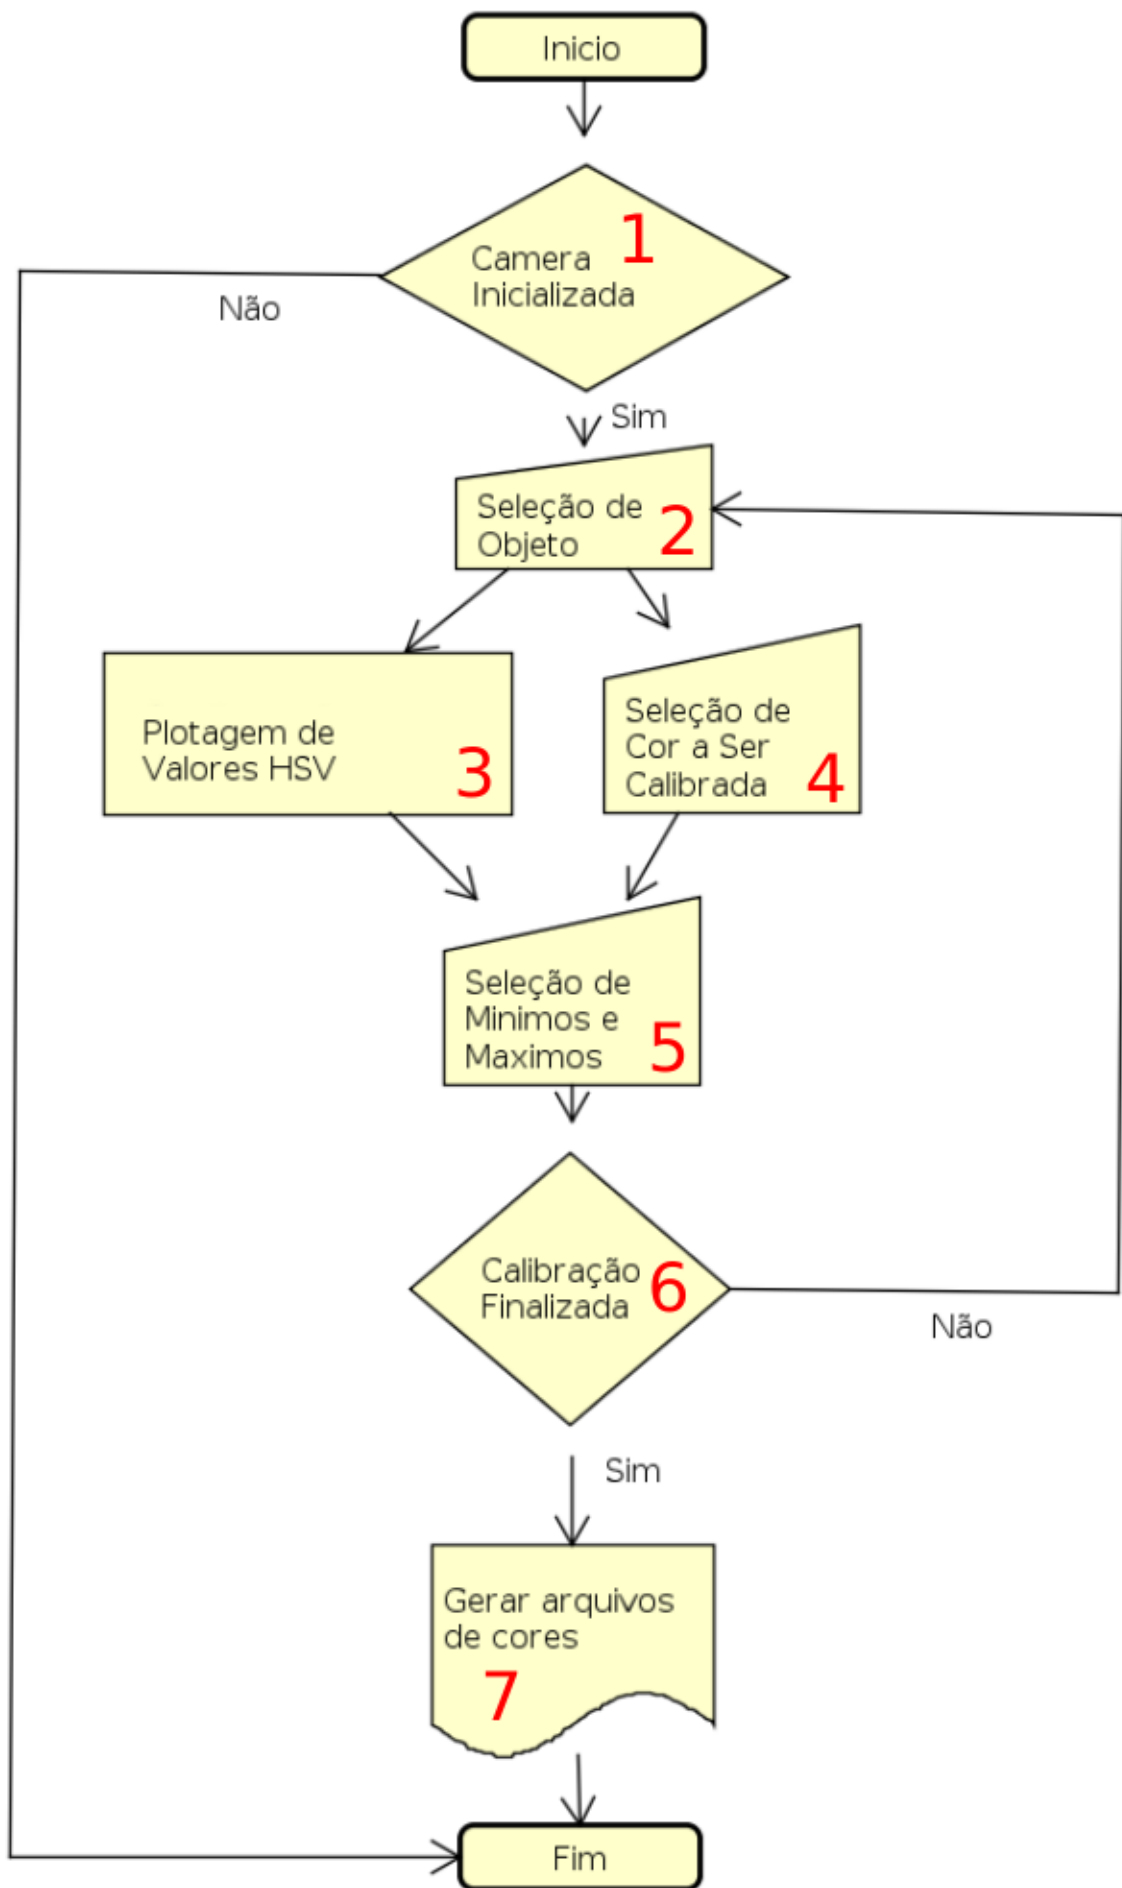 Inicio
1
Camera
Inicializada
Não
Sim
Seleção de
Objeto
2
Plotagem de
Valores HSV
3
Seleção de
Cor a Ser
Calibrada
4
Seleção de
Minimos e
Maximos
5
Calibração
Finalizada
6
Não
Sim
Gerar arquivos
de cores
7
Fim